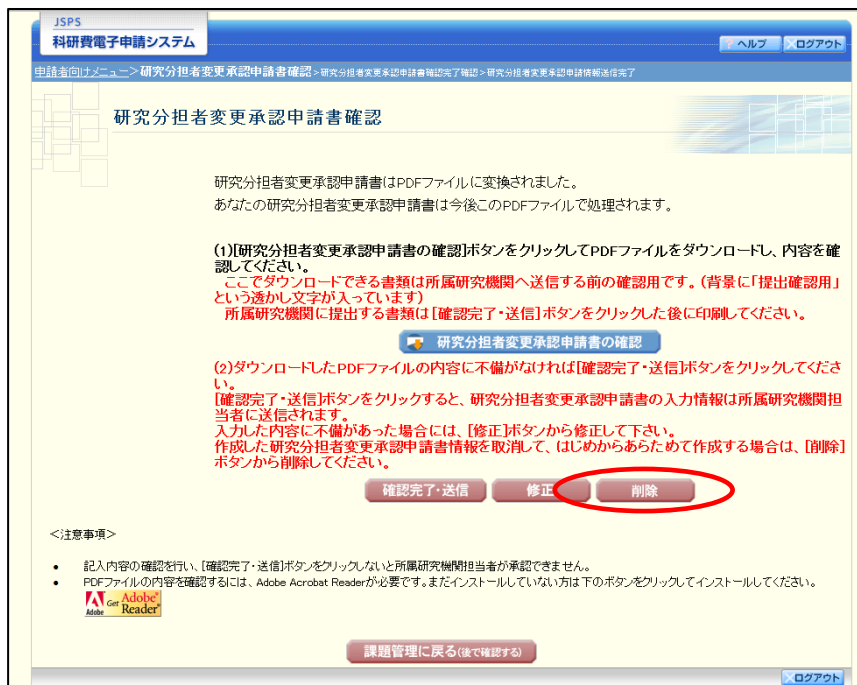 JSPS
科研費電子申請システム
? ヘルプ
ログアウト
申請者向けメニュー>研究分担者変更承認申請書確認>研究分担者変更承認申請書確認完了確認>研究分担者変更承認申請情報送信完了
研究分担者変更承認申請書確認
研究分担者変更承認申請書はPDFファイルに変換されました。
あなたの研究分担者変更承認申請書は今後このPDFファイルで処理されます。
(1)[研究分担者変更承認申請書の確認]ボタンをクリックしてPDFファイルをダウンロードし、内容を確
認してください。
ここでダウンロードできる書類は所属研究機関へ送信する前の確認用です。(背景に「提出確認用」
という透かし文字が入っています)
所属研究機関に提出する書類は[確認完了・送信]ボタンをクリックした後に印刷してください。
研究分担者変更承認申請書の確認
(2)ダウンロードしたPDFファイルの内容に不備がなければ[確認完了・送信]ボタンをクリックしてくださ
い。
[確認完了・送信]ボタンをクリックすると、研究分担者変更承認申請書の入力情報は所属研究機関担
当者に送信されます。
入力した内容に不備があった場合には、[修正]ボタンから修正して下さい。
作成した研究分担者変更承認申請書情報を取消して、はじめからあらためて作成する場合は、[削除]
ボタンから削除してください。
確認完了・送信
修正
削除
<注意事項>
• 記入内容の確認を行い、[確認完了・送信]ボタンをクリックしないと所属研究機関担当者が承認できません。
• PDFファイルの内容を確認するには、Adobe Acrobat Readerが必要です。まだインストールしていない方は下のボタンをクリックしてインストールしてください。
Adobe Get Adobe® Reader®
課題管理に戻る(後で確認する)
ログアウト